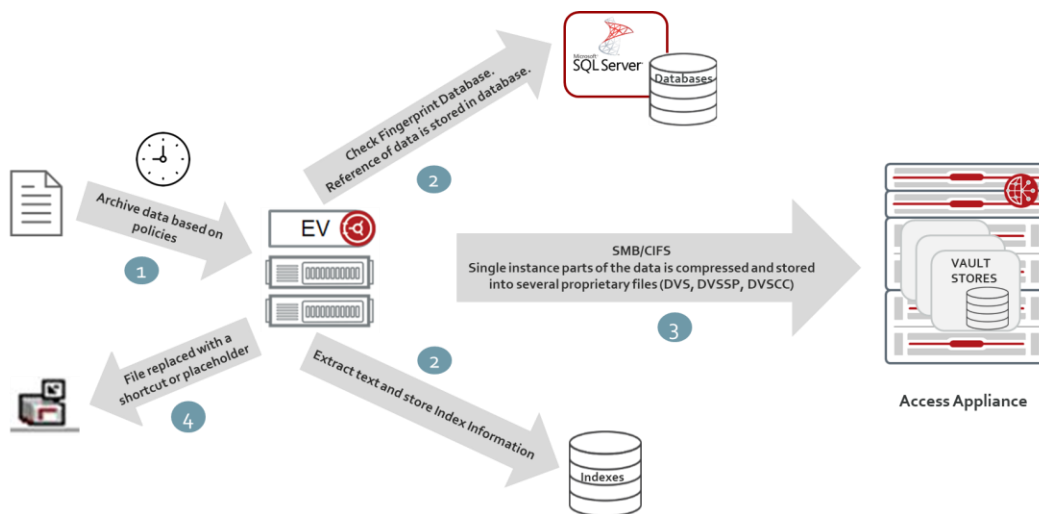 Microsoft
SQL Server
Databases
Check Fingerprint Database.
Reference of data is stored in database.
2
Archive data based on
policies
1
EV
SMB/CIFS
Single instance parts of the data is compressed and stored
into several proprietary files (DVS, DVSSP, DVSCC)
3
VAULT
STORES
Access Appliance
File replaced with a
shortcut or placeholder
4
2
Extract text and store Index Information
Indexes